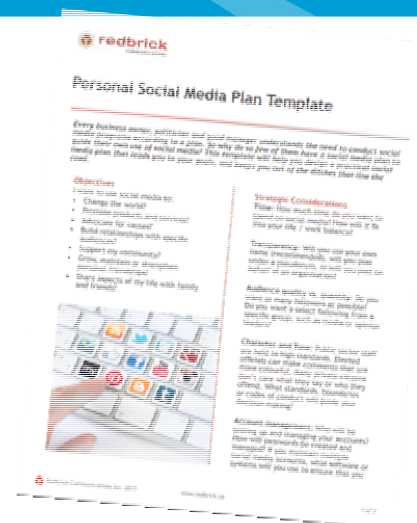 redbrick
Personal Social Media Plan Template
Every business owner, politician and good manager understands the need to conduct social
media programs according to a plan. So why do so few of them have a social media plan to
guide their own use of social media? This template will help you design a practical social
media plan that leads you to your goals, and keeps you out of the ditches that line the
road.
Objectives
I want to use social media to:
Change the world?
Promote products and services?
Advocate for causes?
Build relationships with specific
audiences?
Support my community?
Grow, maintain or strengthen
personal friendships?
Share aspects of my life with family
and friends?
Strategic Considerations
Time: How much time do you want to
into your life / work balance?
Transparency: Will you use your own
name (recommended), will you post
under a pseudonym, or will you post on
behalf of an organization?
Audience quality vs. quantity: Do you
want as many followers as possible?
Do you want a select following from a
specific group, such as media or opinion
Character and Tone:
are held to high standards. Elected
officials can make comments that are
more colourful. Many private citizens
don't care what they say or who they
offend. What standards, boundaries
or codes of conduct will guide your
decision making?
Account management: Who will be
setting up and managing your accounts?
How will passwords be created and
managed? If you maintain multiple
social media accounts, what software or
systems will you use to ensure that you
www.redbrick.ca